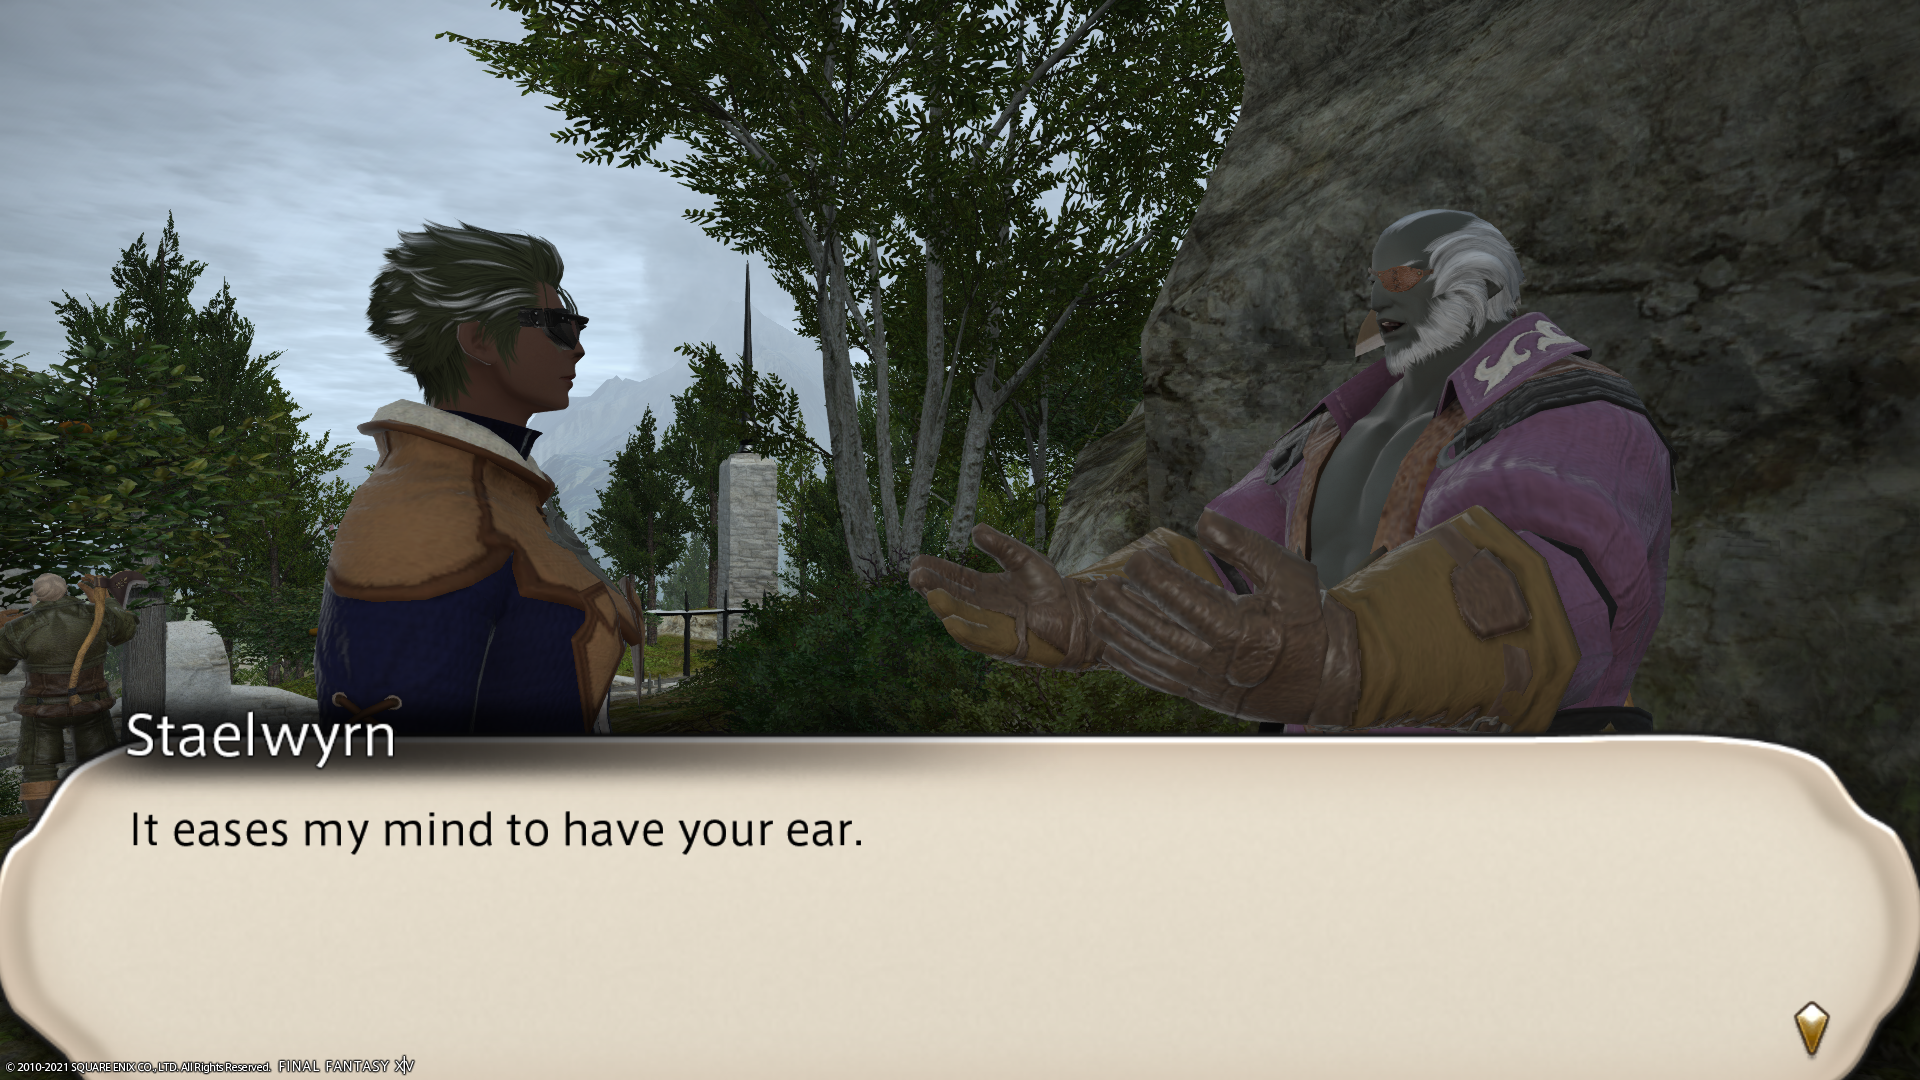 Staelwyrn
It eases my mind to have your ear.
© 2010-2021 SQUARE ENIX CO., LTD. All Rights Reserved. FINAL FANTASY XIV